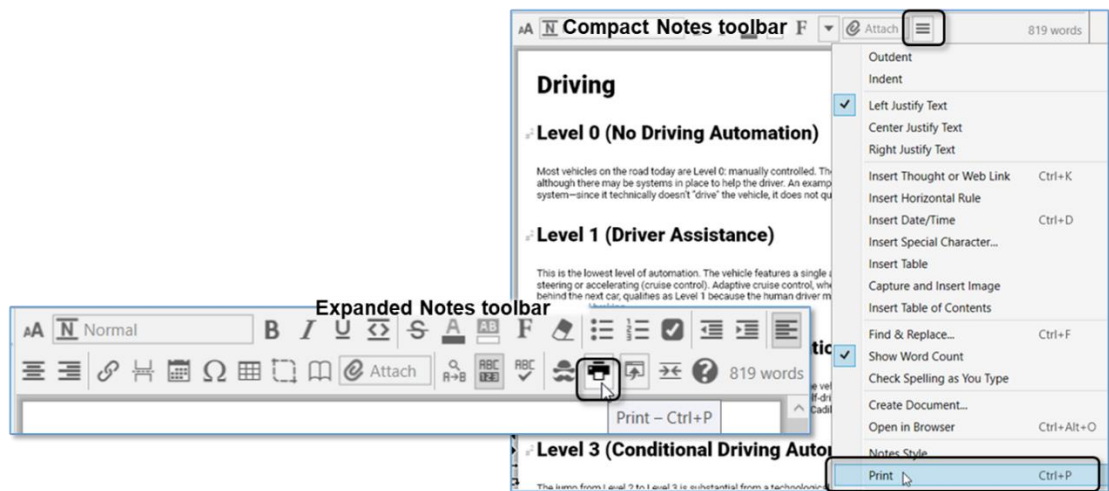 Compact Notes toolbar
AA N F Attach 819 words
Driving
Level 0 (No Driving Automation)
Most vehicles on the road today are Level 0: manually controlled. Th
although there may be systems in place to help the driver. An examp
system—since it technically doesn't "drive" the vehicle, it does not qu
Level 1 (Driver Assistance)
This is the lowest level of automation. The vehicle features a single a
steering or accelerating (cruise control). Adaptive cruise control, whe
behind the next car, qualifies as Level 1 because the human driver m
Outdent
Indent
Left Justify Text
Center Justify Text
Right Justify Text
Insert Thought or Web Link Ctrl+K
Insert Horizontal Rule
Insert Date/Time Ctrl+D
Insert Special Character...
Insert Table
Capture and Insert Image
Insert Table of Contents
Find & Replace... Ctrl+F
Show Word Count
Check Spelling as You Type
Create Document...
Open in Browser Ctrl+Alt+O
Notes Style
Print Ctrl+P
Expanded Notes toolbar
AA N Normal B I U S A AB F
Ω Attach A→B ABC 123 ABC 819 words
Print – Ctrl+P
Level 3 (Conditional Driving Autor
The jump from Level 2 to Level 3 is substantial from a technological